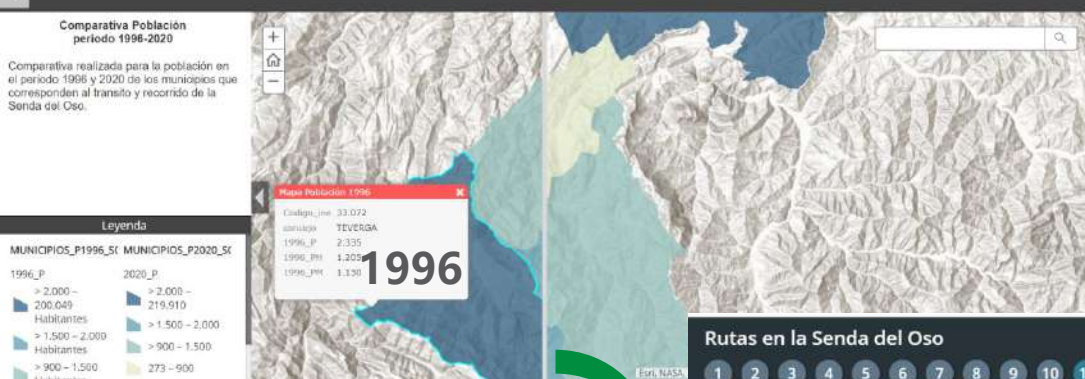 Comparativa Población
periodo 1996-2020
Comparativa realizada para la población en
el periodo 1996 y 2020 de los municipios que
corresponden al transito y recorrido de la
Senda del Oso.
Leyenda
MUNICIPIOS_P1996_S( MUNICIPIOS_P2020_S(
1996_P
> 2.000 –
200.049
Habitantes
> 1.500 – 2.000
Habitantes
> 900 – 1.500
2020_P
> 2.000 –
219.910
> 1.500 – 2.000
> 900 – 1.500
273 – 900
+
−
Mapa Población 1996
Codigo_ine 33.072
concejo TEVERGA
1996_P 2.335
1996_PH 1.205
1996_PM 1.130
1996
Esri, NASA,
Rutas en la Senda del Oso
1 2 3 4 5 6 7 8 9 10